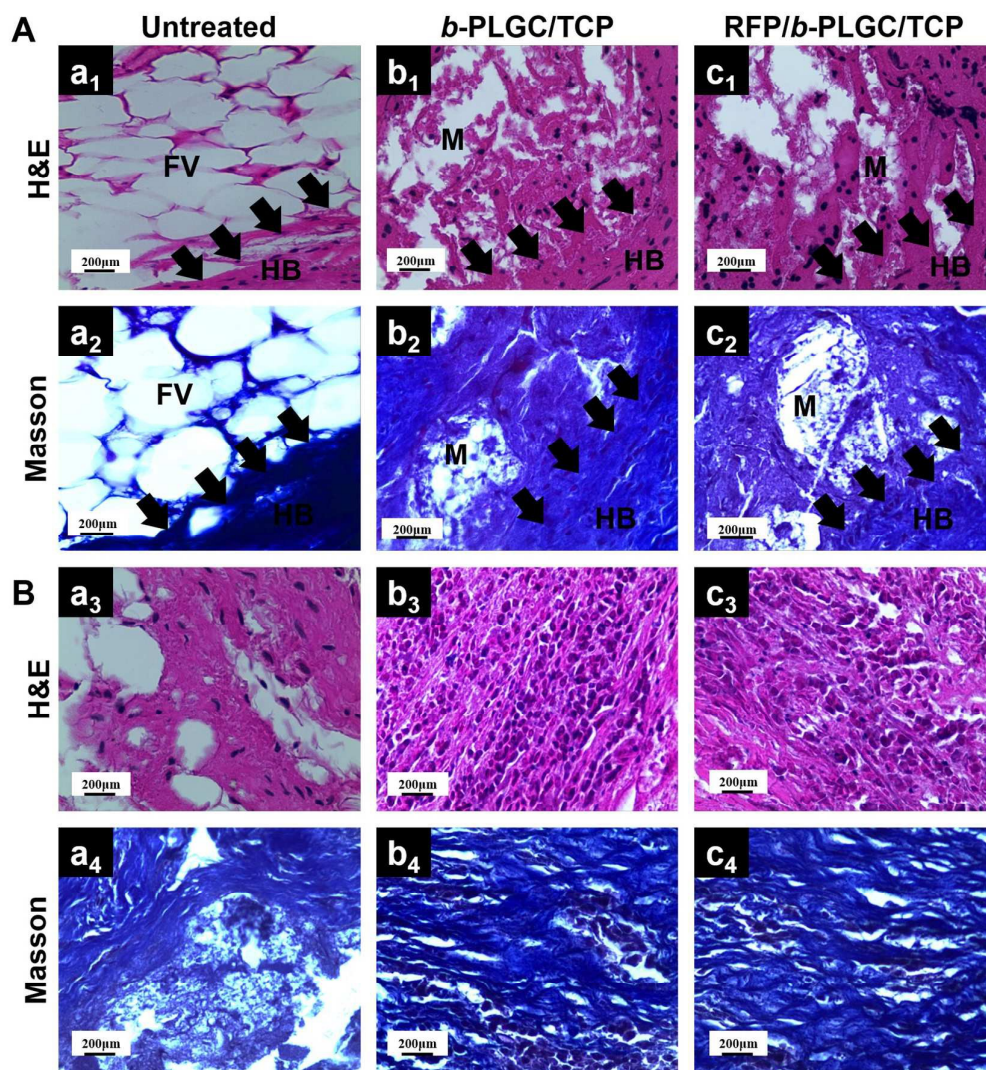 A Untreated b-PLGC/TCP RFP/b-PLGC/TCP
H&E
a1 FV HB 200μm
b1 M HB 200μm
c1 M HB 200μm
Masson
a2 FV HB 200μm
b2 M HB 200μm
c2 M HB 200μm
B
H&E
a3 200μm
b3 200μm
c3 200μm
Masson
a4 200μm
b4 200μm
c4 200μm